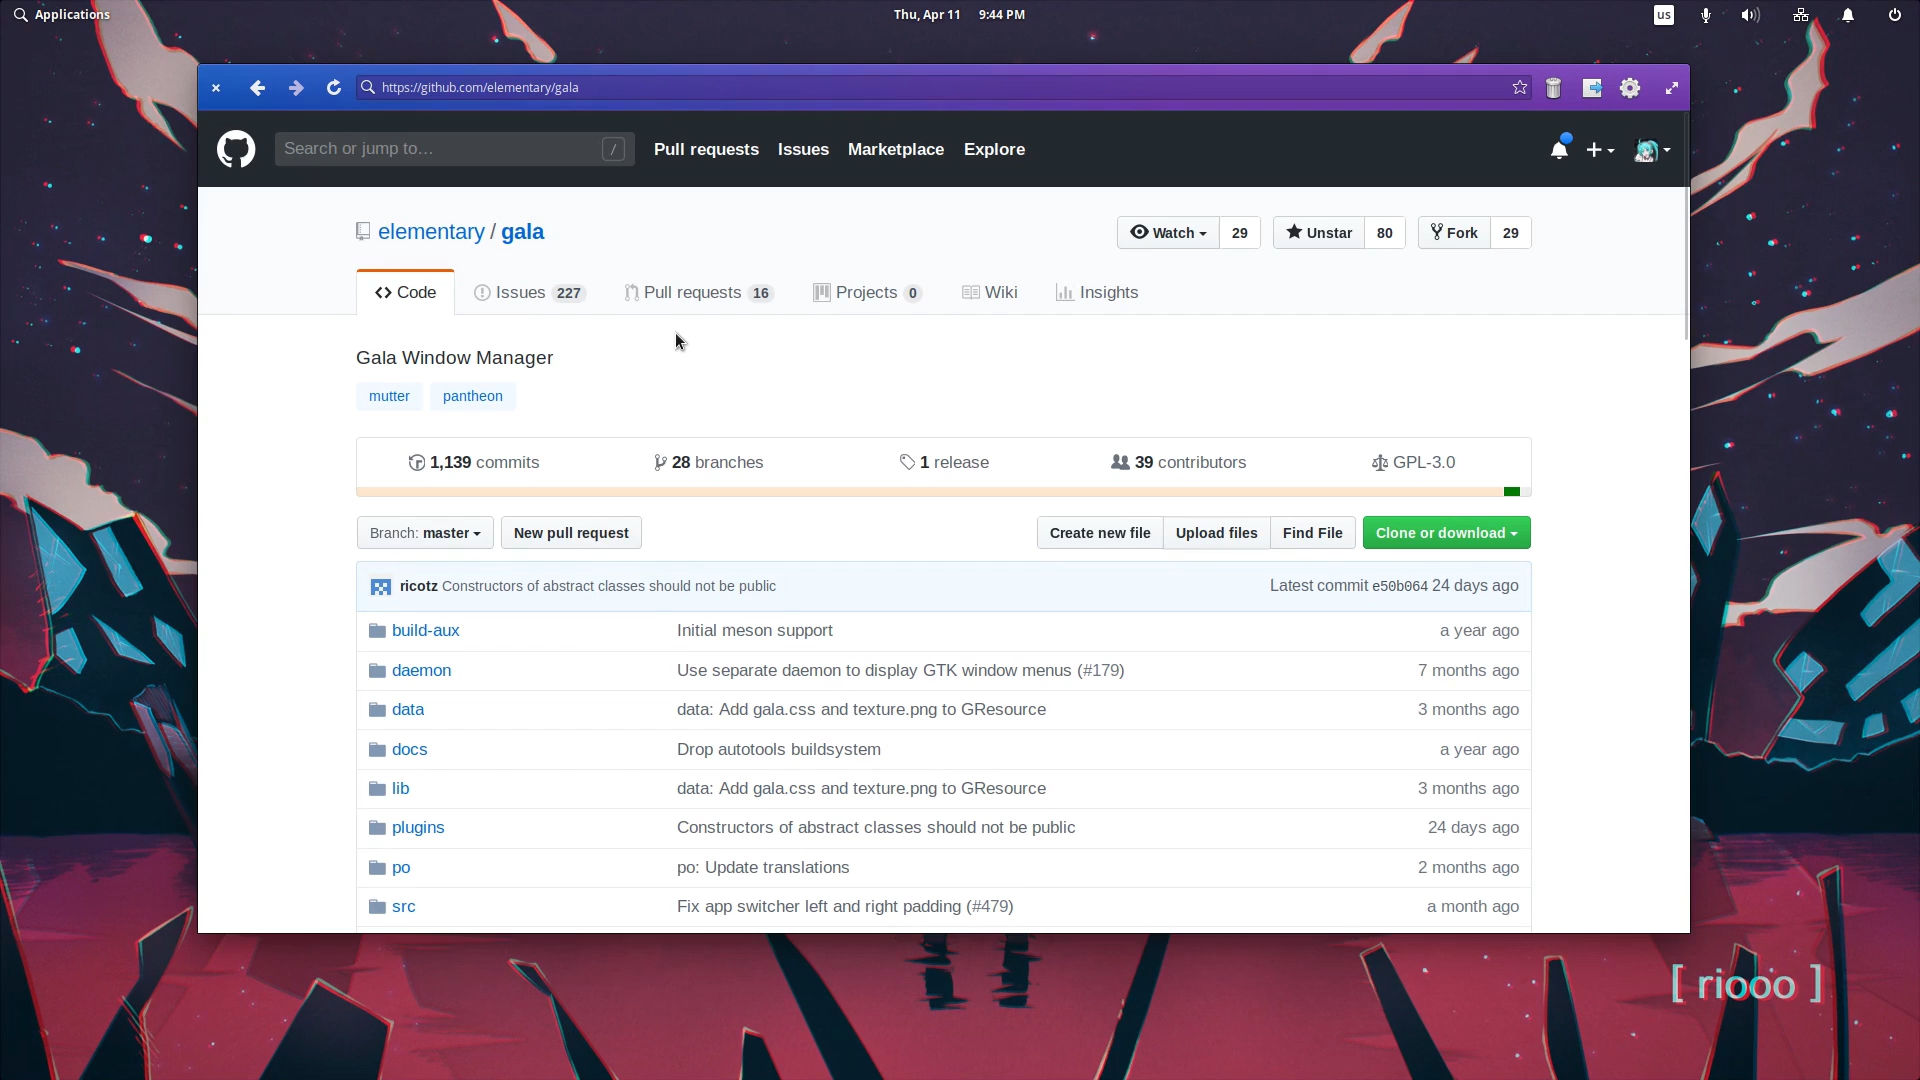 Applications
Thu, Apr 11 9:44 PM
us
https://github.com/elementary/gala
Search or jump to… /
Pull requests Issues Marketplace Explore
elementary / gala
Watch 29 Unstar 80 Fork 29
Code Issues 227 Pull requests 16 Projects 0 Wiki Insights
Gala Window Manager
mutter pantheon
1,139 commits 28 branches 1 release 39 contributors GPL-3.0
Branch: master New pull request Create new file Upload files Find File Clone or download
ricotz Constructors of abstract classes should not be public Latest commit e50b064 24 days ago
build-aux Initial meson support a year ago
daemon Use separate daemon to display GTK window menus (#179) 7 months ago
data data: Add gala.css and texture.png to GResource 3 months ago
docs Drop autotools buildsystem a year ago
lib data: Add gala.css and texture.png to GResource 3 months ago
plugins Constructors of abstract classes should not be public 24 days ago
po po: Update translations 2 months ago
src Fix app switcher left and right padding (#479) a month ago
[ riooo ]